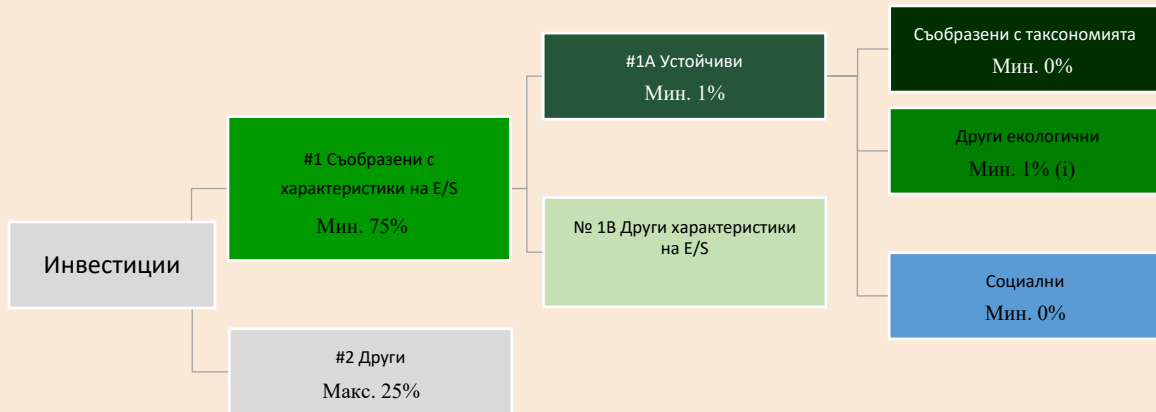 Инвестиции
#1 Съобразени с
характеристики на E/S
Мин. 75%
#2 Други
Макс. 25%
#1A Устойчиви
Мин. 1%
№ 1B Други характеристики
на E/S
Съобразени с таксономията
Мин. 0%
Други екологични
Мин. 1% (i)
Социални
Мин. 0%